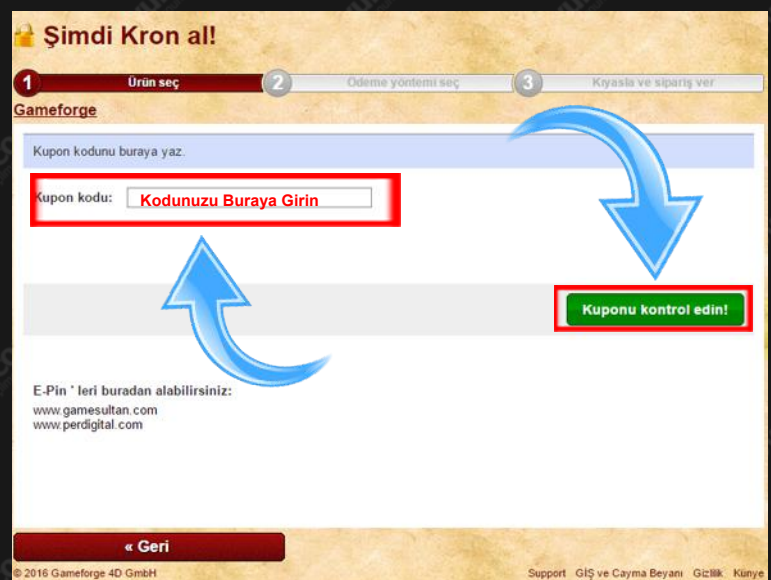 Şimdi Kron al!
1 Ürün seç 2 Ödeme yöntemi seç 3 Kıyasla ve sipariş ver
Gameforge
Kupon kodunu buraya yaz.
Kupon kodu: Kodunuzu Buraya Girin
Kuponu kontrol edin!
E-Pin * leri buradan alabilirsiniz:
www.gamesultan.com
www.perdigital.com
« Geri
© 2016 Gameforge 4D GmbH Support GİŞ ve Cayma Beyanı Gizlilik Künye